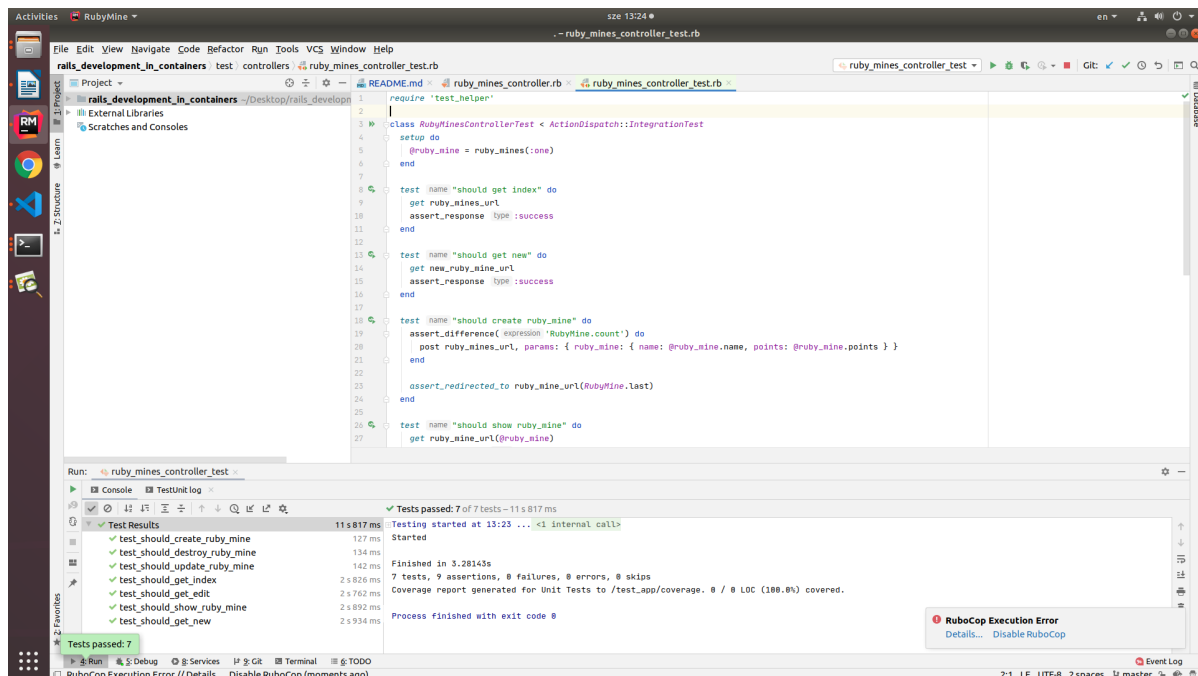 Activities RubyMine sze 13:24 en
. – ruby_mines_controller_test.rb
File Edit View Navigate Code Refactor Run Tools VCS Window Help
rails_development_in_containers test controllers ruby_mines_controller_test.rb ruby_mines_controller_test Git:
Project README.md ruby_mines_controller.rb ruby_mines_controller_test.rb
1: Project
Learn
Z: Structure
2: Favorites
Database
rails_development_in_containers ~/Desktop/rails_developm
External Libraries
Scratches and Consoles
1 require 'test_helper'
2
3 class RubyMinesControllerTest < ActionDispatch::IntegrationTest
4 setup do
5 @ruby_mine = ruby_mines(:one)
6 end
7
8 test name "should get index" do
9 get ruby_mines_url
10 assert_response type :success
11 end
12
13 test name "should get new" do
14 get new_ruby_mine_url
15 assert_response type :success
16 end
17
18 test name "should create ruby_mine" do
19 assert_difference( expression 'RubyMine.count') do
20 post ruby_mines_url, params: { ruby_mine: { name: @ruby_mine.name, points: @ruby_mine.points } }
21 end
22
23 assert_redirected_to ruby_mine_url(RubyMine.last)
24 end
25
26 test name "should show ruby_mine" do
27 get ruby_mine_url(@ruby_mine)
Run: ruby_mines_controller_test
Console TestUnit log
Tests passed: 7 of 7 tests – 11 s 817 ms
Test Results 11 s 817 ms
test_should_create_ruby_mine 127 ms
test_should_destroy_ruby_mine 134 ms
test_should_update_ruby_mine 142 ms
test_should_get_index 2 s 826 ms
test_should_get_edit 2 s 762 ms
test_should_show_ruby_mine 2 s 892 ms
test_should_get_new 2 s 934 ms
Testing started at 13:23 ... <1 internal call>
Started
Finished in 3.28143s
7 tests, 9 assertions, 0 failures, 0 errors, 0 skips
Coverage report generated for Unit Tests to /test_app/coverage. 0 / 0 LOC (100.0%) covered.
Process finished with exit code 0
RuboCop Execution Error
Details... Disable RuboCop
Tests passed: 7
4: Run 5: Debug 8: Services 9: Git Terminal 6: TODO Event Log
RuboCop Execution Error // Details... Disable RuboCop (moments ago) 2:1 LF UTF-8 2 spaces master